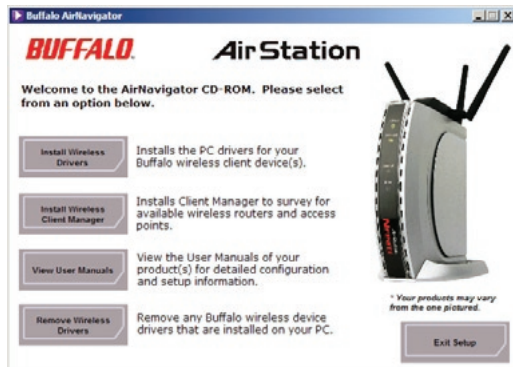 Buffalo AirNavigator
BUFFALO.
AirStation
Welcome to the AirNavigator CD-ROM. Please select
from an option below.
Install Wireless
Drivers
Installs the PC drivers for your
Buffalo wireless client device(s).
Install Wireless
Client Manager
Installs Client Manager to survey for
available wireless routers and access
points.
View User Manuals
View the User Manuals of your
product(s) for detailed configuration
and setup information.
Remove Wireless
Drivers
Remove any Buffalo wireless device
drivers that are installed on your PC.
* Your products may vary
from the one pictured.
Exit Setup